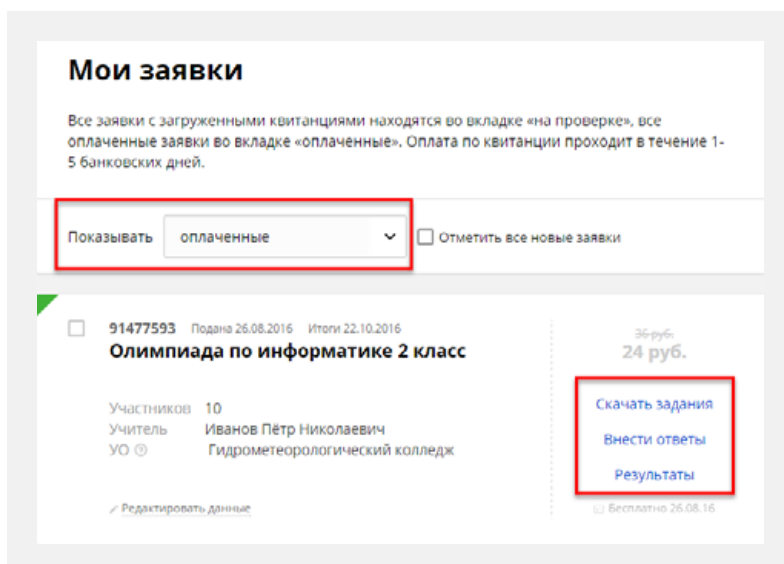 Мои заявки
Все заявки с загруженными квитанциями находятся во вкладке «на проверке», все
оплаченные заявки во вкладке «оплаченные». Оплата по квитанции проходит в течение 1-
5 банковских дней.
Показывать оплаченные Отметить все новые заявки
91477593 Подана 26.08.2016 Итоги 22.10.2016
36 руб.
Олимпиада по информатике 2 класс
24 руб.
Участников 10
Скачать задания
Учитель Иванов Пётр Николаевич
Внести ответы
УО Гидрометеорологический колледж
Результаты
Редактировать данные
Бесплатно 26.08.16